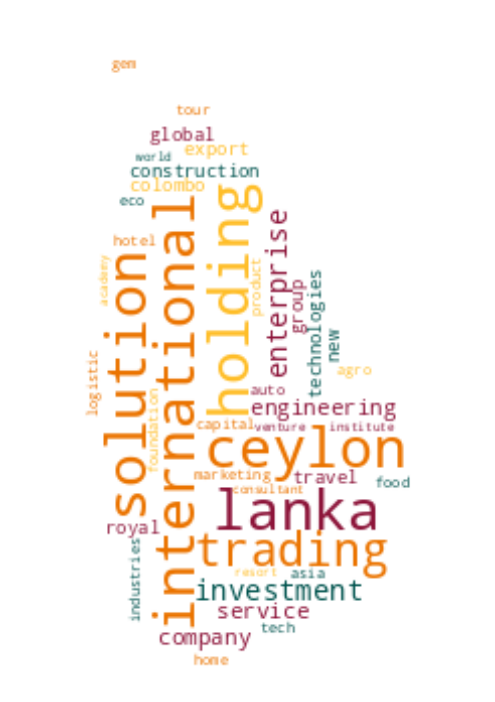 gem
tour
global
export
world
construction
colombo
eco
holding
international
enterprise
hotel
solution
academy
product
group
technologies
new
agro
logistic
auto
foundation
engineering
capital
venture
institute
ceylon
marketing
travel
food
consultant
lanka
royal
trading
industries
resort
asia
investment
service
tech
company
home